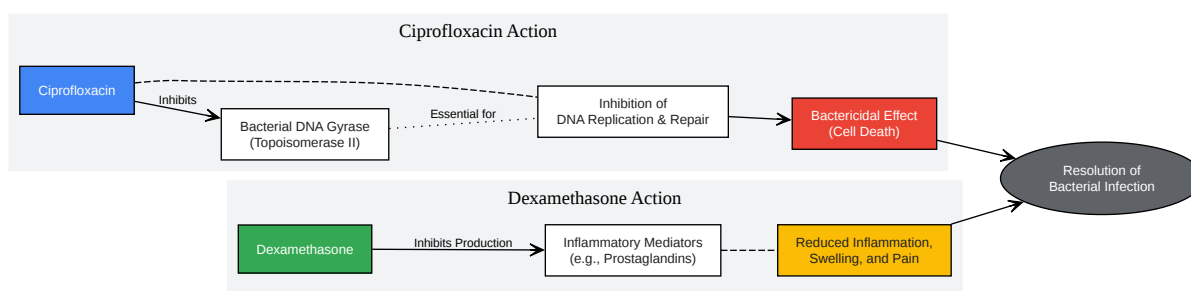 Ciprofloxacin Action
Ciprofloxacin
Inhibits
Bacterial DNA Gyrase
(Topoisomerase II)
Essential for
Inhibition of
DNA Replication & Repair
Bactericidal Effect
(Cell Death)
Resolution of
Bacterial Infection
Dexamethasone Action
Dexamethasone
Inhibits Production
Inflammatory Mediators
(e.g., Prostaglandins)
Reduced Inflammation,
Swelling, and Pain